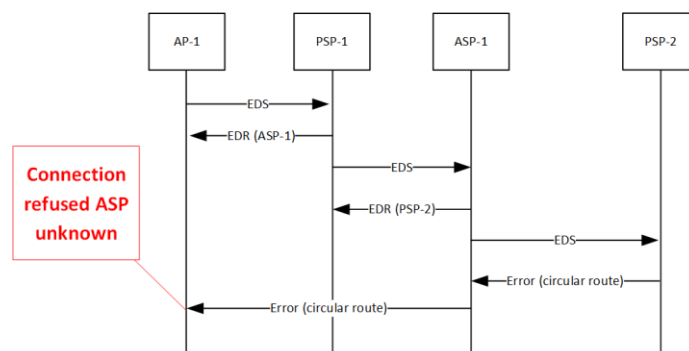 AP-1
PSP-1
ASP-1
PSP-2
EDS
EDR (ASP-1)
EDS
EDR (PSP-2)
EDS
Error (circular route)
Error (circular route)
Connection
refused ASP
unknown